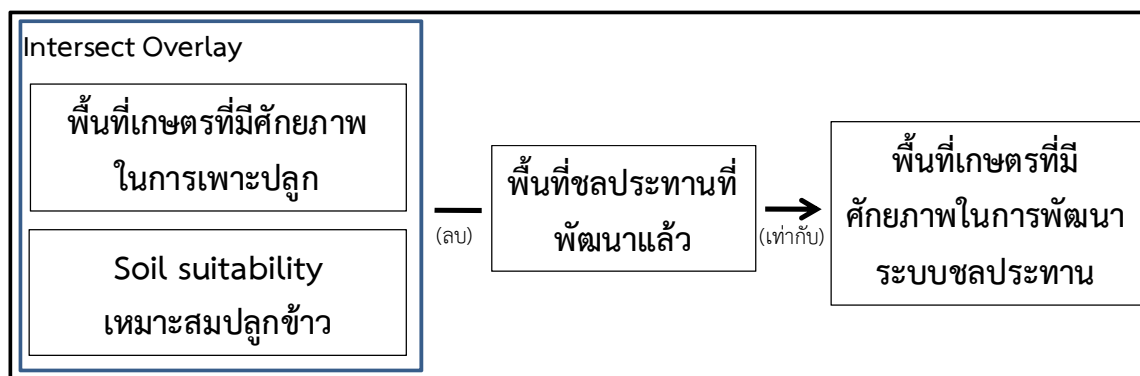 Intersect Overlay
พื้นที่เกษตรที่มีศักยภาพ
ในการเพาะปลูก
Soil suitability
เหมาะสมปลูกข้าว
(ลบ)
พื้นที่ชลประทานที่
พัฒนาแล้ว
(เท่ากับ)
พื้นที่เกษตรที่มี
ศักยภาพในการพัฒนา
ระบบชลประทาน